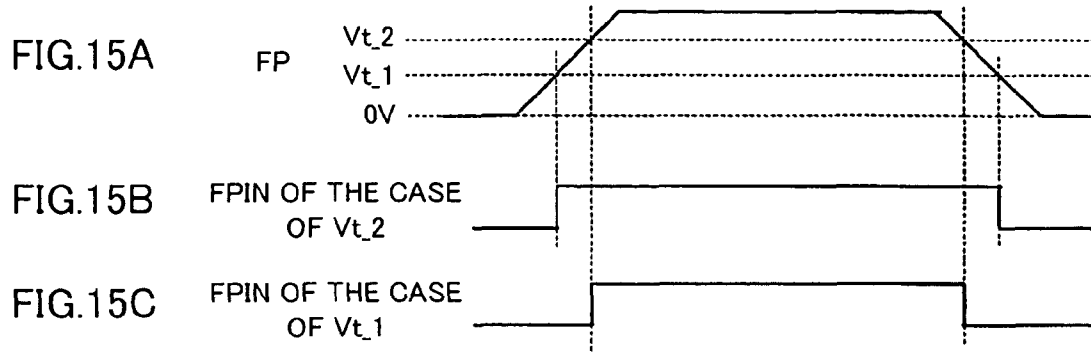 FIG.15A
FP
Vt_2
Vt_1
0V
FIG.15B
FPIN OF THE CASE
OF Vt_2
FIG.15C
FPIN OF THE CASE
OF Vt_1